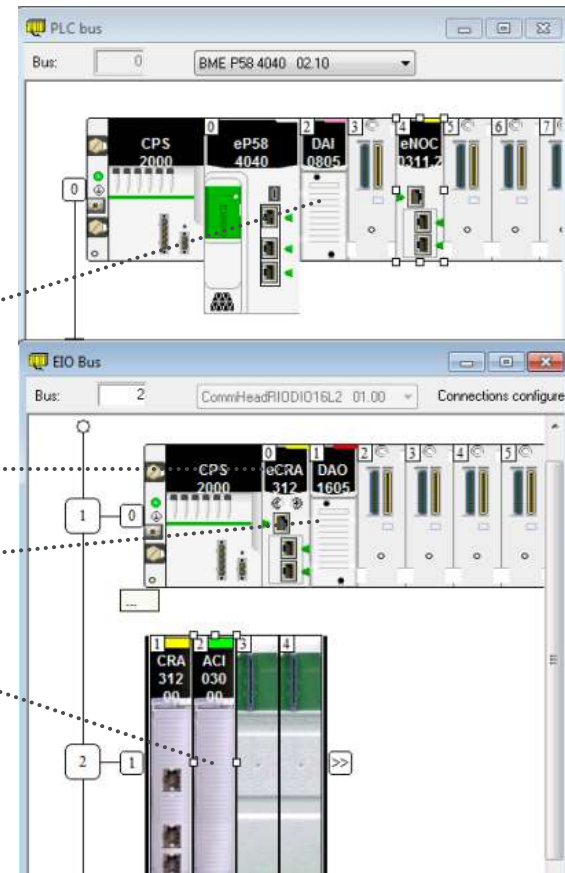 PLC bus
Bus: 0 BME P58 4040 02.10
0 2 3 4 5 6 7
CPS eP58 DAI eNOC
2000 4040 0805 0311.2
0
EIO Bus
Bus: 2 CommHeadRIODIO16L2 01.00 Connections configure
0 1 2 3 4 5
CPS eCRA DAO
2000 312 1605
1 0
...
1 2 3 4
CRA ACI
312 030
00 00
2 1 >>